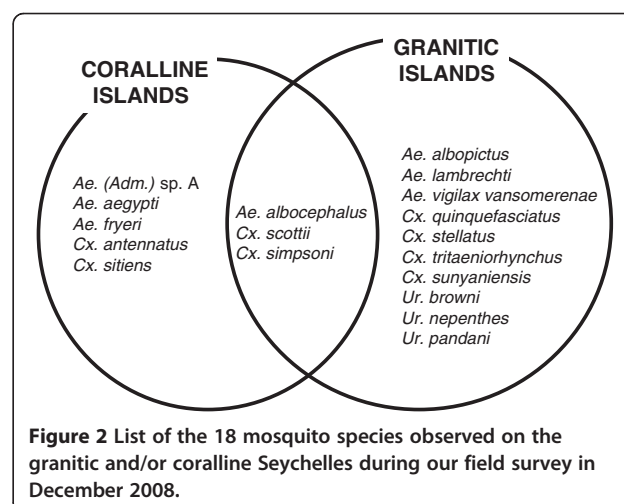 CORALLINE
ISLANDS
GRANITIC
ISLANDS
Ae. (Adm.) sp. A
Ae. aegypti
Ae. fryeri
Cx. antennatus
Cx. sitiens
Ae. albocephalus
Cx. scottii
Cx. simpsoni
Ae. albopictus
Ae. lambrechti
Ae. vigilax vansomerenae
Cx. quinquefasciatus
Cx. stellatus
Cx. tritaeniorhynchus
Cx. sunyaniensis
Ur. browni
Ur. nepenthes
Ur. pandani
Figure 2 List of the 18 mosquito species observed on the
granitic and/or coralline Seychelles during our field survey in
December 2008.